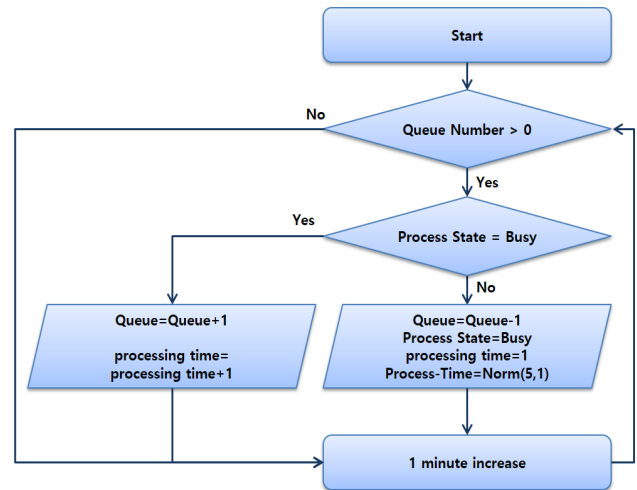 Start
No
Queue Number > 0
Yes
Yes
Process State = Busy
No
Queue=Queue+1
processing time=
processing time+1
Queue=Queue-1
Process State=Busy
processing time=1
Process-Time=Norm(5,1)
1 minute increase